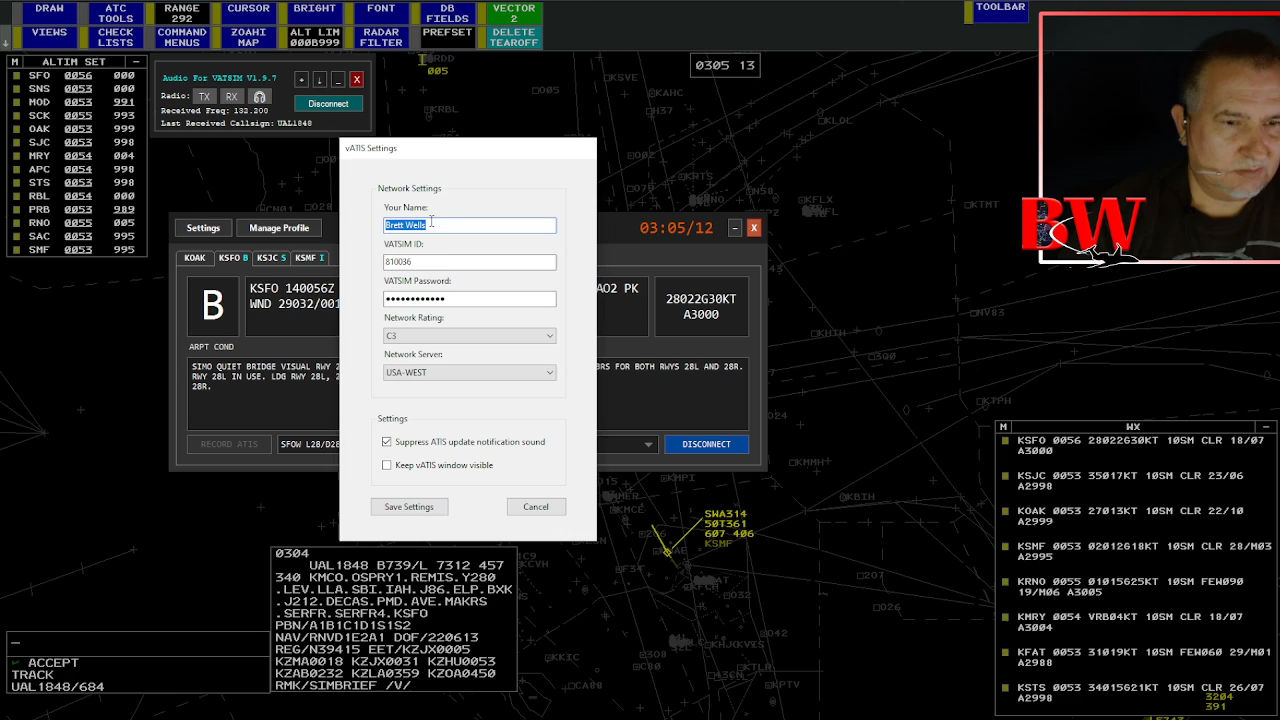 DRAW
ATC TOOLS
RANGE 292
CURSOR
BRIGHT
FONT
DB FIELDS
VECTOR 2
TOOLBAR
VIEWS
CHECK LISTS
COMMAND MENUS
ZOAHI MAP
ALT LIM 000B999
RADAR FILTER
PREFSET
DELETE TEAROFF
M ALTIM SET —
SFO 0056 000
SNS 0053 000
MOD 0053 991
SCK 0053 993
OAK 0053 999
SJC 0053 998
MRY 0054 004
APC 0054 998
STS 0053 998
RBL 0054 000
PRB 0053 989
RNO 0053 005
SAC 0053 995
SMF 0053 995
Audio For VATSIM V1.9.7
Radio: TX RX
Received Freq: 132.200
Last Received Callsign: UAL1848
Disconnect
005
0305 13
vATIS Settings
Network Settings
Your Name:
Brett Wells
VATSIM ID:
810036
VATSIM Password:
••••••••••••
Network Rating:
C3
Network Server:
USA-WEST
Settings
Suppress ATIS update notification sound
Keep vATIS window visible
Save Settings
Cancel
Settings
Manage Profile
03:05/12
KOAK KSFO B KSJC S KSMF I
B
KSFO 140056Z
WND 29032/001
AO2 PK
28022G30KT
A3000
ARPT COND
SIMO QUIET BRIDGE VISUAL RWY 2
RWY 28L IN USE. LDG RWY 28L, 2
28R.
RS FOR BOTH RWYS 28L AND 28R.
RECORD ATIS
SFOW L28/D28
DISCONNECT
BW
SWA314
50T361
607 406
KSMF
0304
UAL1848 B739/L 7312 457
340 KMCO.OSPRY1.REMIS.Y280
.LEV.LLA.SBI.IAH.J86.ELP.BXK
.J212.DECAS.PMD.AVE.MAKRS
.SERFR.SERFR4.KSFO
PBN/A1B1C1D1S1S2
NAV/RNVD1E2A1 DOF/220613
REG/N39415 EET/KZJX0005
KZMA0018 KZJX0031 KZHU0053
KZAB0232 KZLA0359 KZOA0450
RMK/SIMBRIEF /V/
ACCEPT
TRACK
UAL1848/684
M WX —
KSFO 0056 28022G30KT 10SM CLR 18/07
A3000
KSJC 0053 35017KT 10SM CLR 23/06
A2998
KOAK 0053 27013KT 10SM CLR 22/10
A2999
KSMF 0053 02012G18KT 10SM CLR 28/M03
A2995
KRNO 0055 01015G25KT 10SM FEW090
19/M06 A3005
KMRY 0054 VRB04KT 10SM CLR 18/07
A3004
KFAT 0053 31019KT 10SM FEW060 29/M01
A2988
KSTS 0053 34015G21KT 10SM CLR 26/07
A2998
3204
391